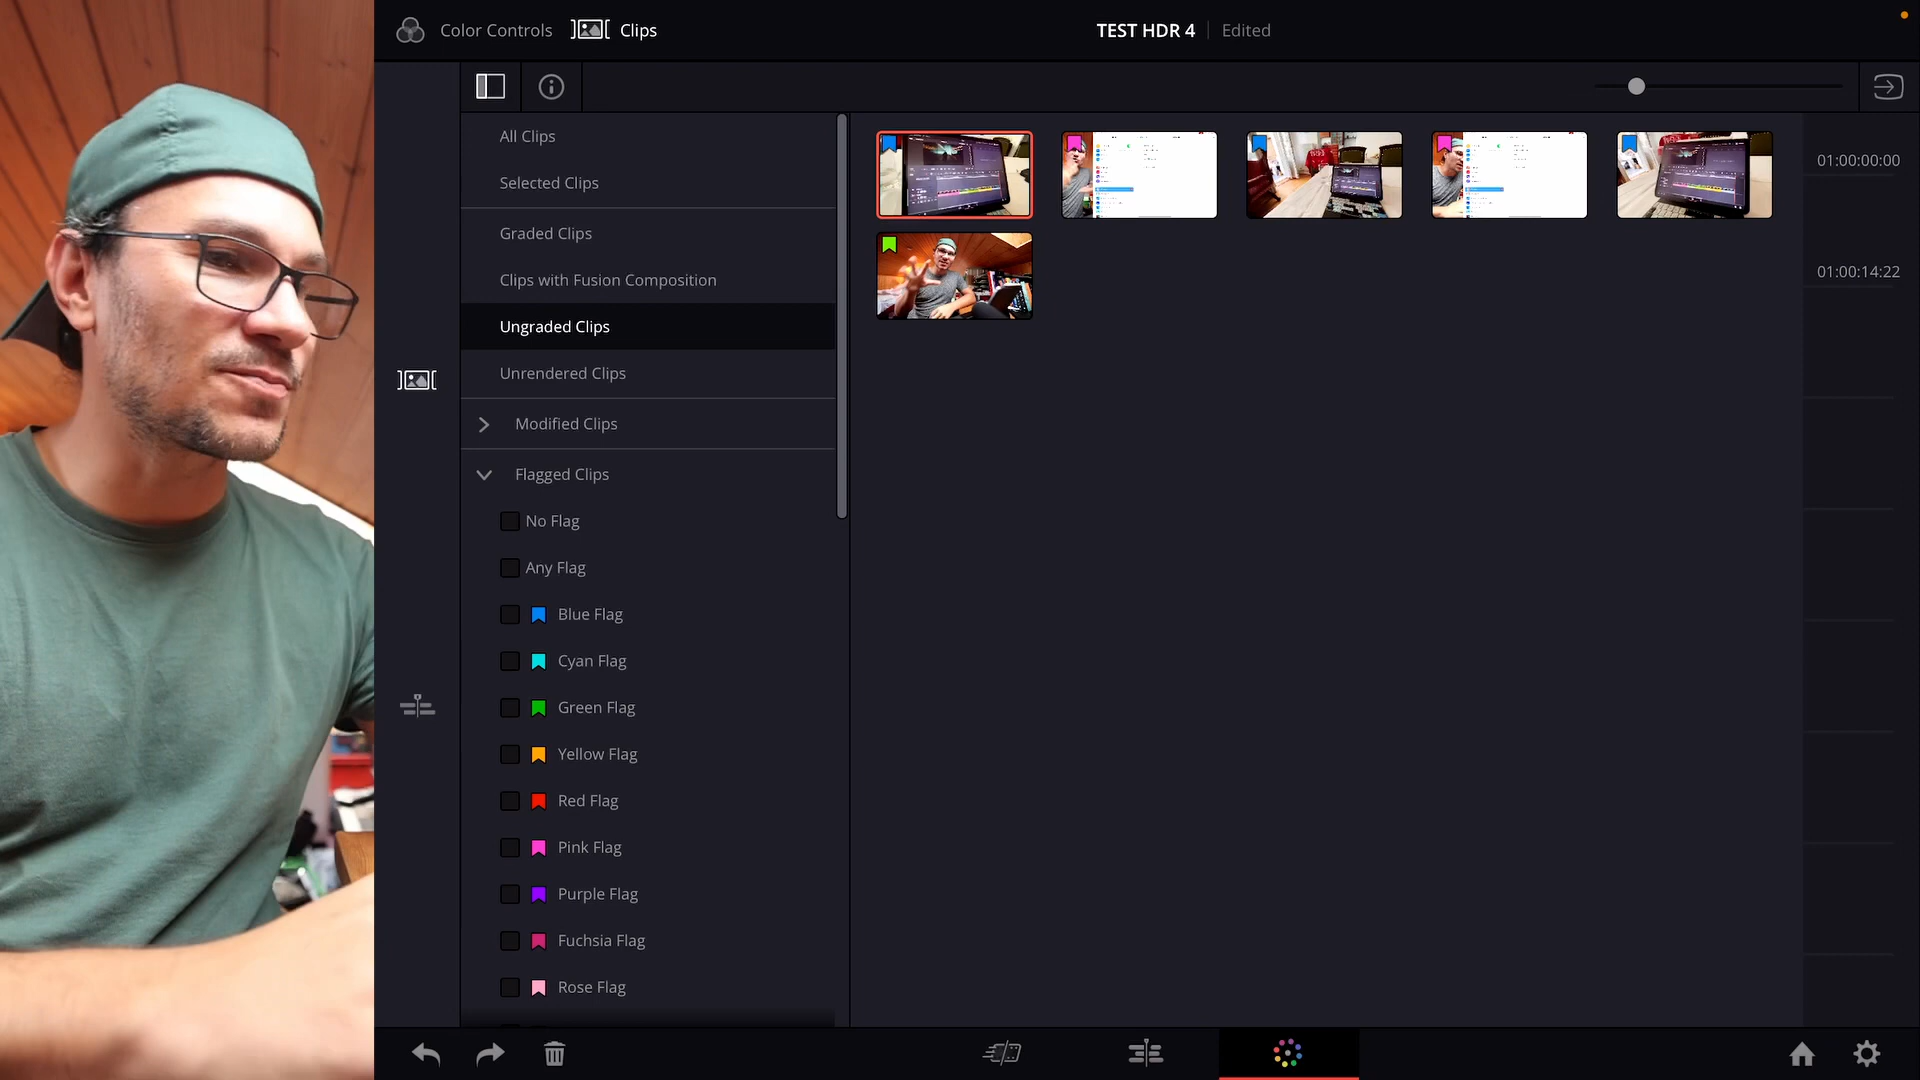 Color Controls
Clips
TEST HDR 4
Edited
All Clips
Selected Clips
Graded Clips
Clips with Fusion Composition
Ungraded Clips
Unrendered Clips
Modified Clips
Flagged Clips
No Flag
Any Flag
Blue Flag
Cyan Flag
Green Flag
Yellow Flag
Red Flag
Pink Flag
Purple Flag
Fuchsia Flag
Rose Flag
01:00:00:00
01:00:14:22